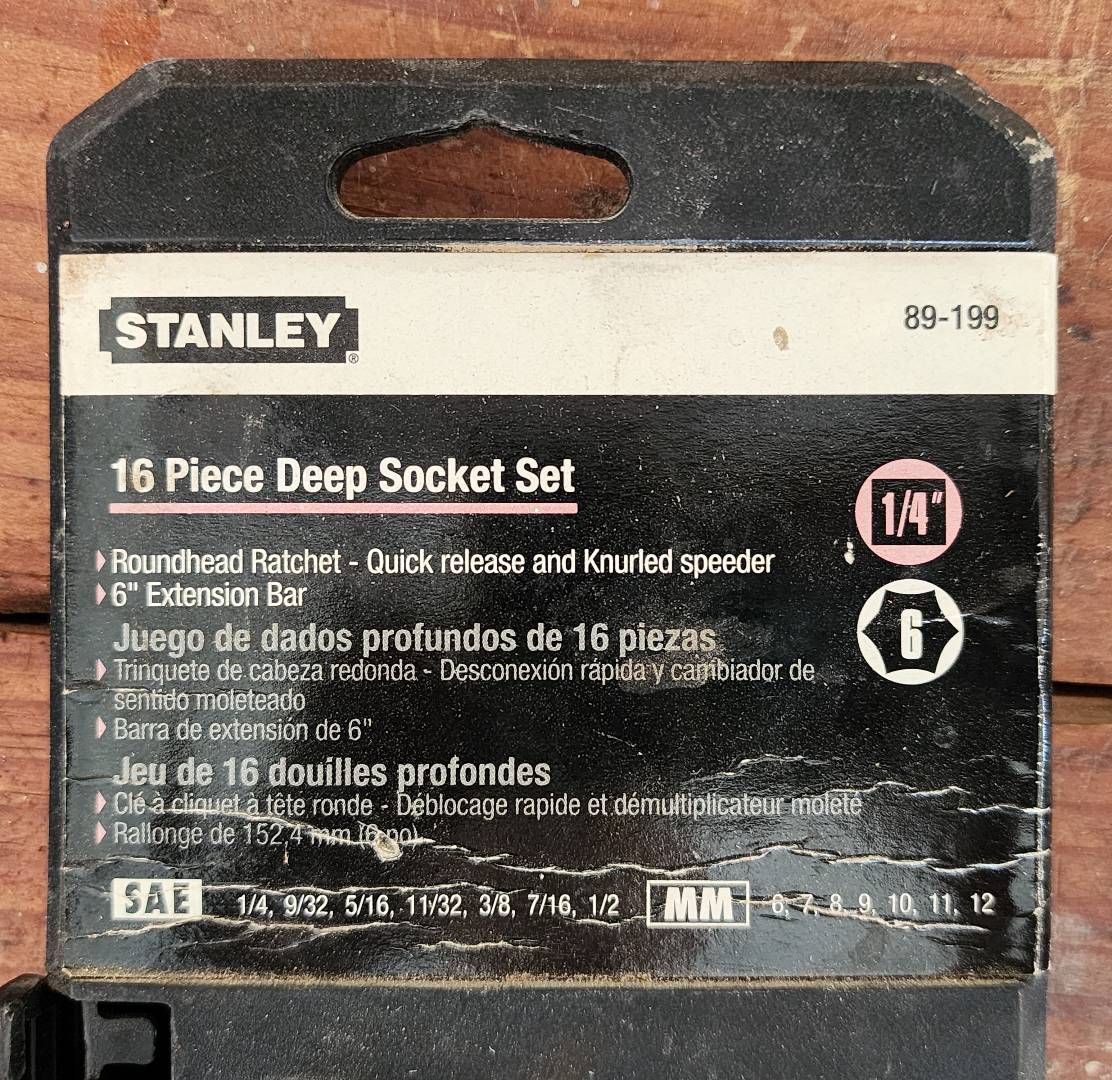 STANLEY®
89-199
16 Piece Deep Socket Set
1/4"
Roundhead Ratchet - Quick release and Knurled speeder
6" Extension Bar
6
Juego de dados profundos de 16 piezas
Trinquete de cabeza redonda - Desconexión rápida y cambiador de
sentido moleteado
Barra de extensión de 6"
Jeu de 16 douilles profondes
Clé à cliquet à tête ronde - Déblocage rapide et démultiplicateur moleté
Rallonge de 152,4 mm (6 po)
SAE 1/4, 9/32, 5/16, 11/32, 3/8, 7/16, 1/2 MM 6, 7, 8, 9, 10, 11, 12